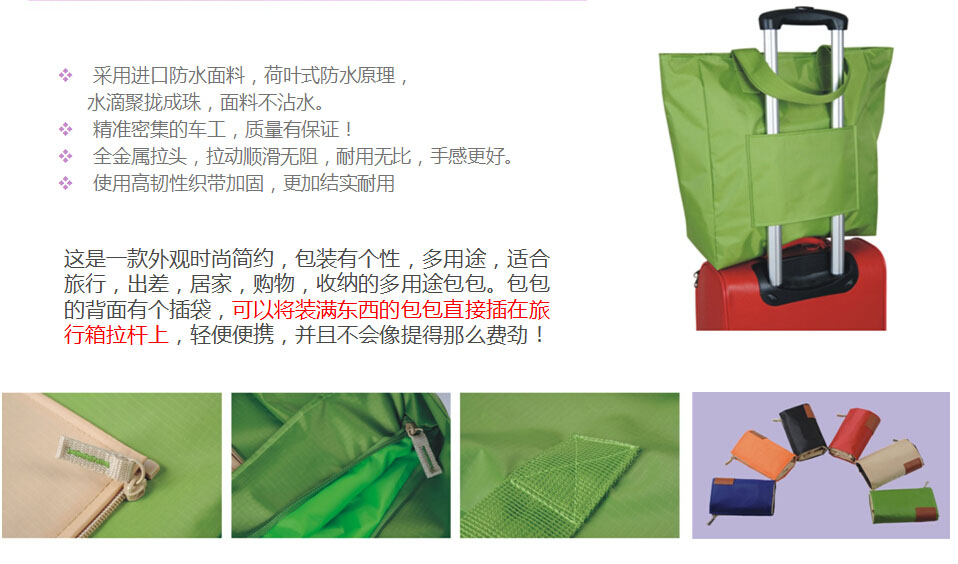 ❖ 采用进口防水面料，荷叶式防水原理，
水滴聚拢成珠，面料不沾水。
❖ 精准密集的车工，质量有保证！
❖ 全金属拉头，拉动顺滑无阻，耐用无比，手感更好。
❖ 使用高韧性织带加固，更加结实耐用
这是一款外观时尚简约，包装有个性，多用途，适合
旅行，出差，居家，购物，收纳的多用途包包。包包
的背面有个插袋，可以将装满东西的包包直接插在旅
行箱拉杆上，轻便便携，并且不会像提得那么费劲！